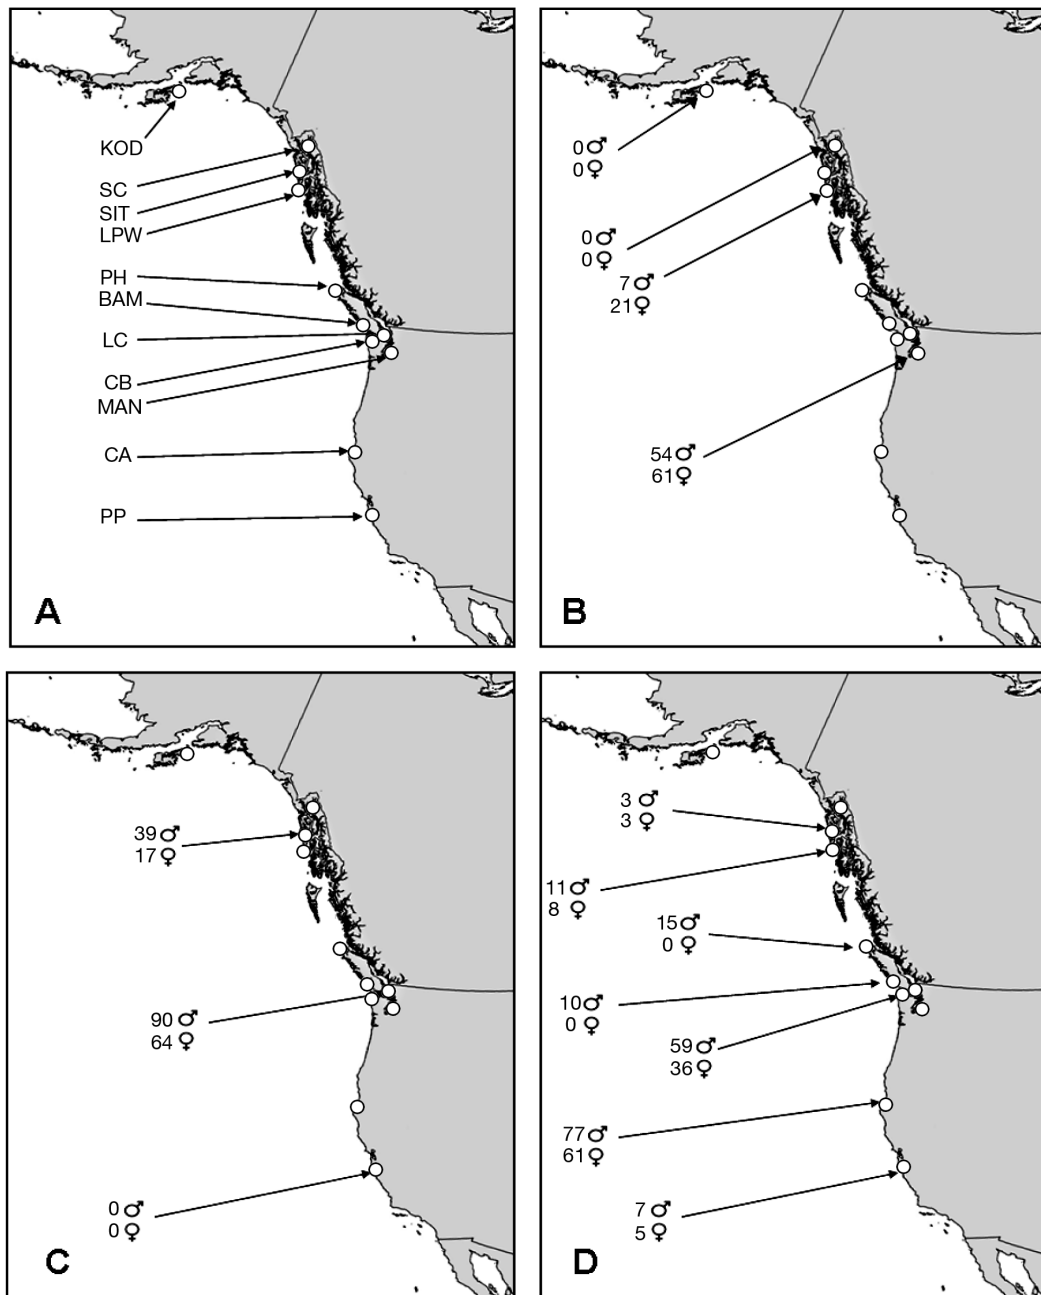 KOD
SC
SIT
LPW
PH
BAM
LC
CB
MAN
CA
PP
A
0♂
0♀
0♂
0♀
7♂
21♀
54♂
61♀
B
39♂
17♀
90♂
64♀
0♂
0♀
C
3♂
3♀
11♂
8♀
15♂
0♀
10♂
0♀
59♂
36♀
77♂
61♀
7♂
5♀
D